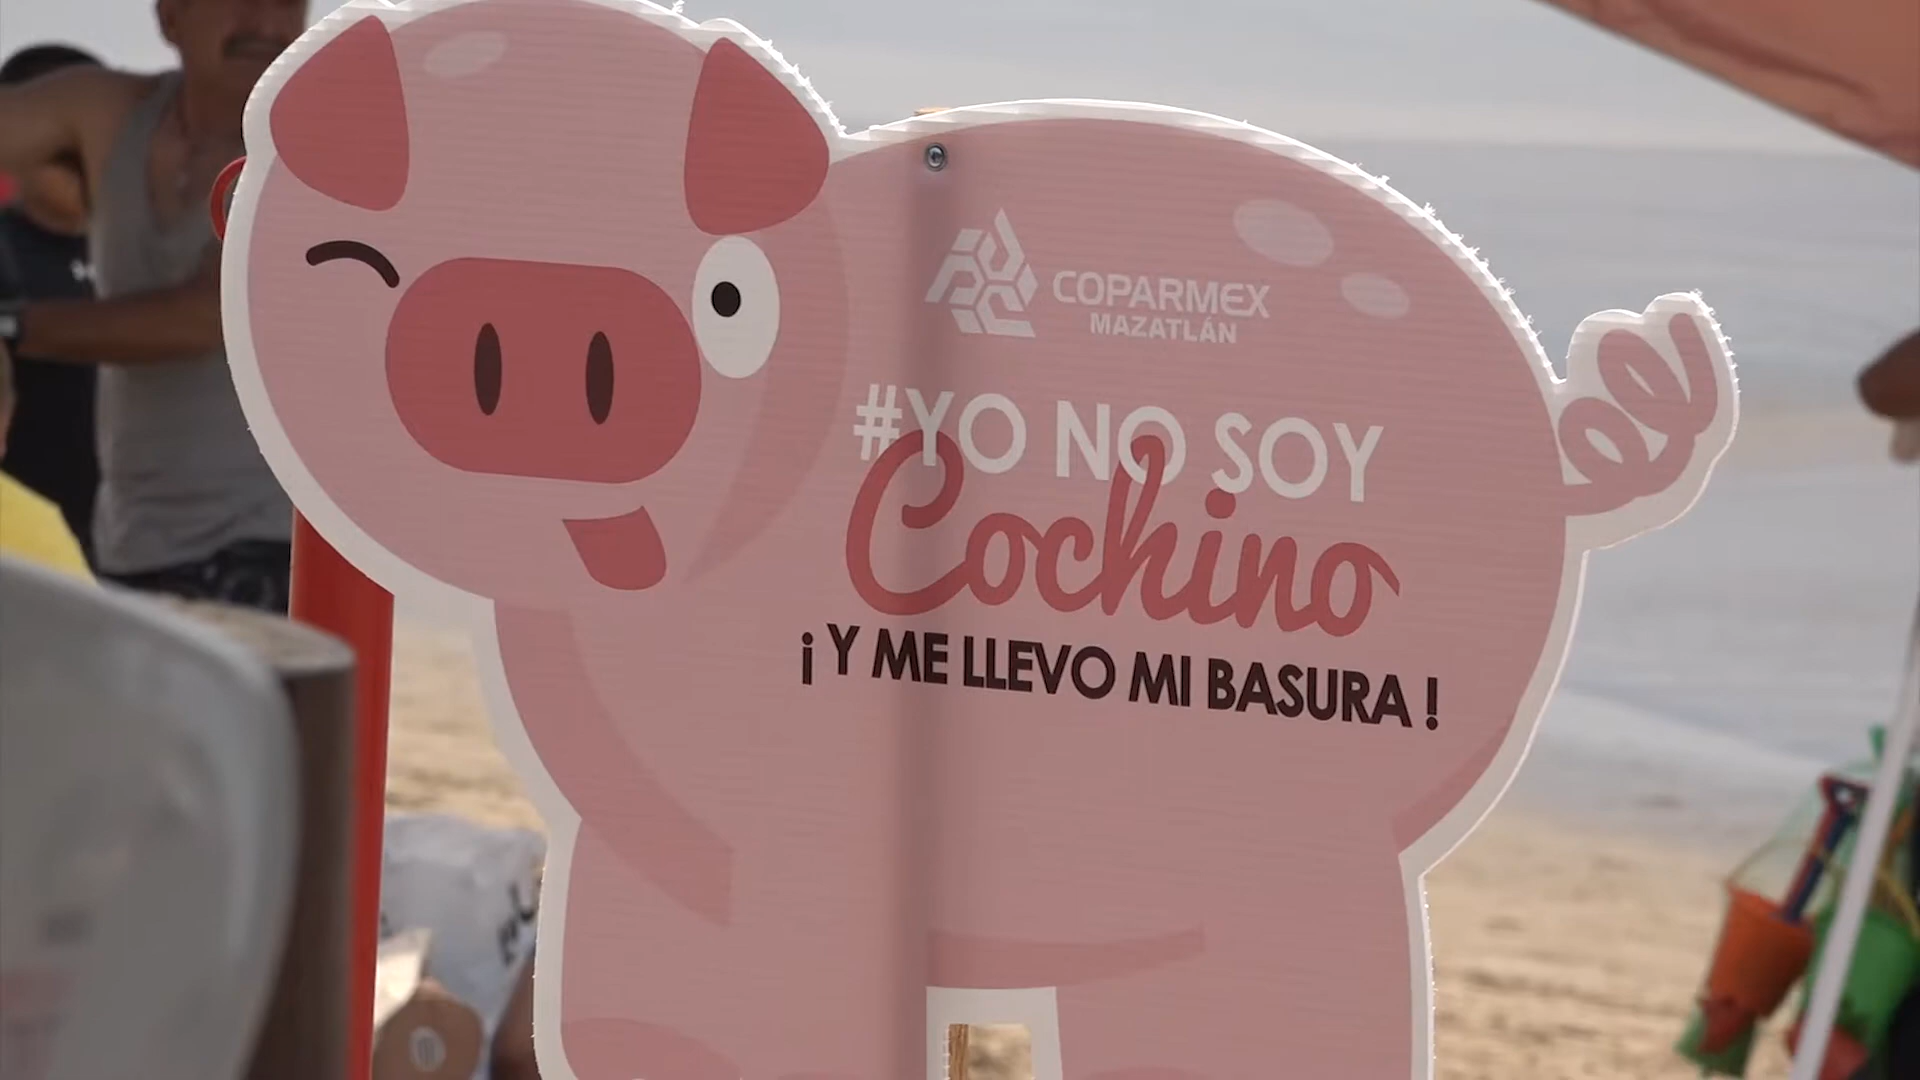 COPARMEX
MAZATLÁN
#YO NO SOY
Cochino
¡Y ME LLEVO MI BASURA!